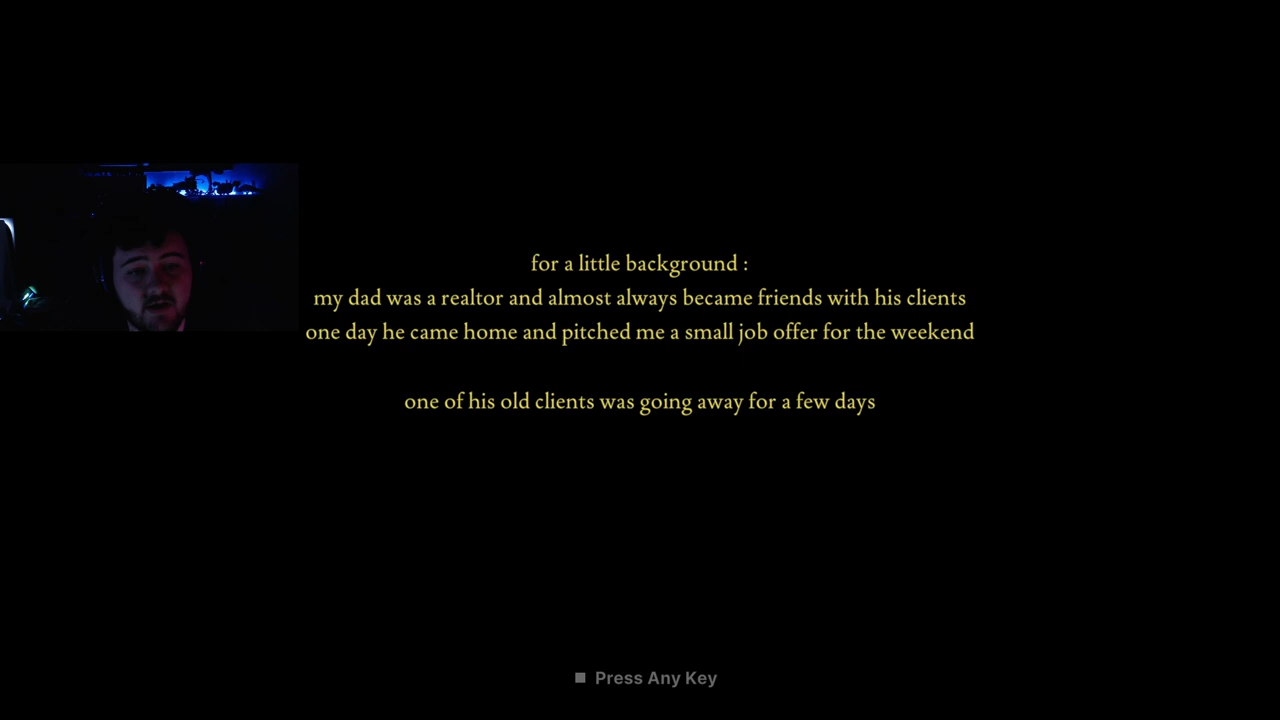 for a little background :
my dad was a realtor and almost always became friends with his clients
one day he came home and pitched me a small job offer for the weekend
one of his old clients was going away for a few days
Press Any Key